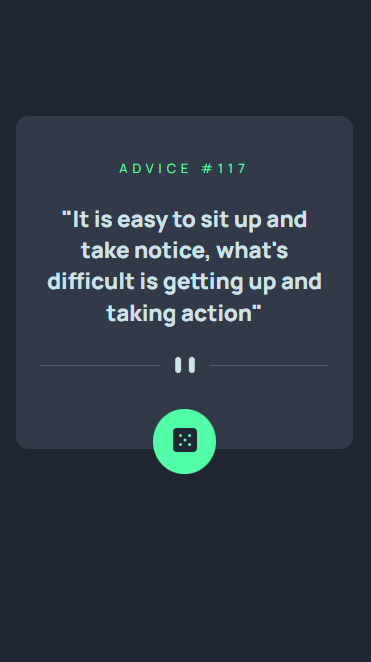 ADVICE #117
"It is easy to sit up and
take notice, what's
difficult is getting up and
taking action"